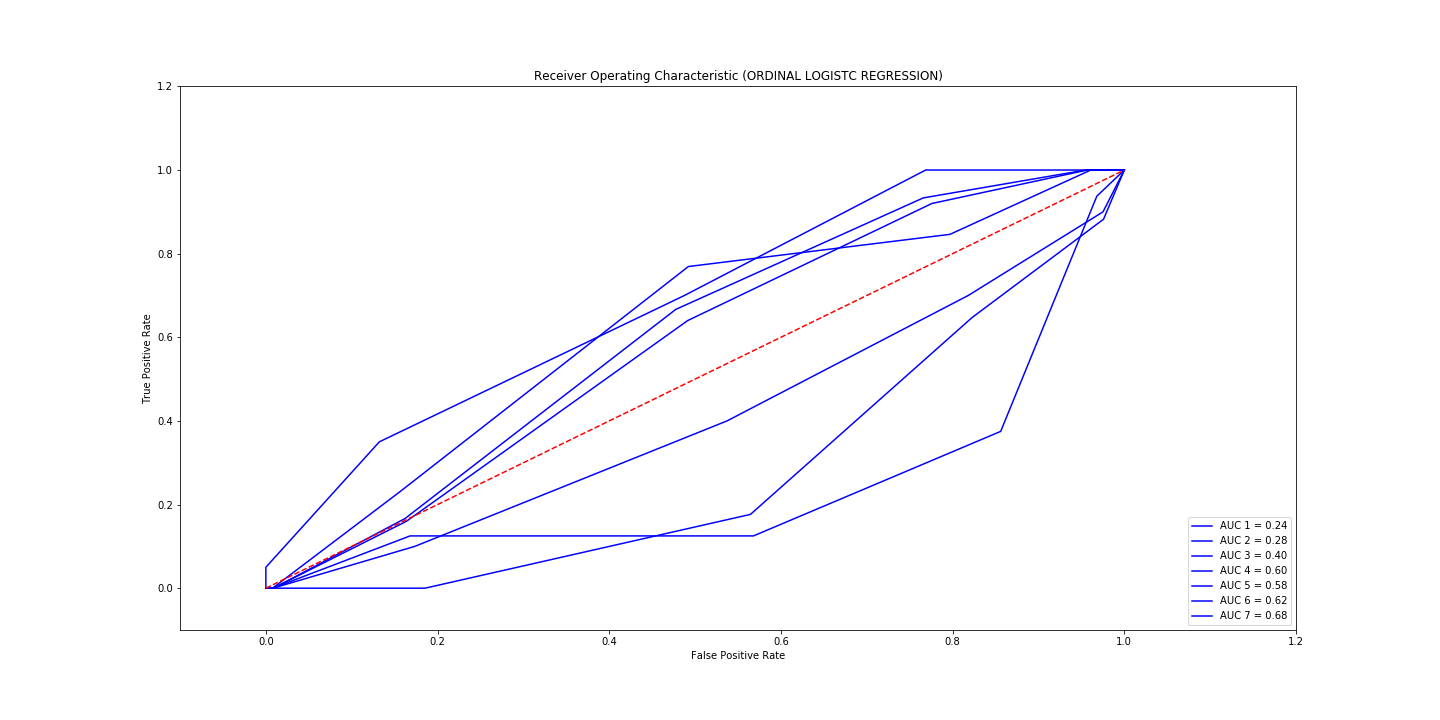 Receiver Operating Characteristic (ORDINAL LOGISTC REGRESSION)
1.2
1.0
0.8
0.6
0.4
0.2
0.0
True Positive Rate
0.0 0.2 0.4 0.6 0.8 1.0 1.2
False Positive Rate
AUC 1 = 0.24
AUC 2 = 0.28
AUC 3 = 0.40
AUC 4 = 0.60
AUC 5 = 0.58
AUC 6 = 0.62
AUC 7 = 0.68